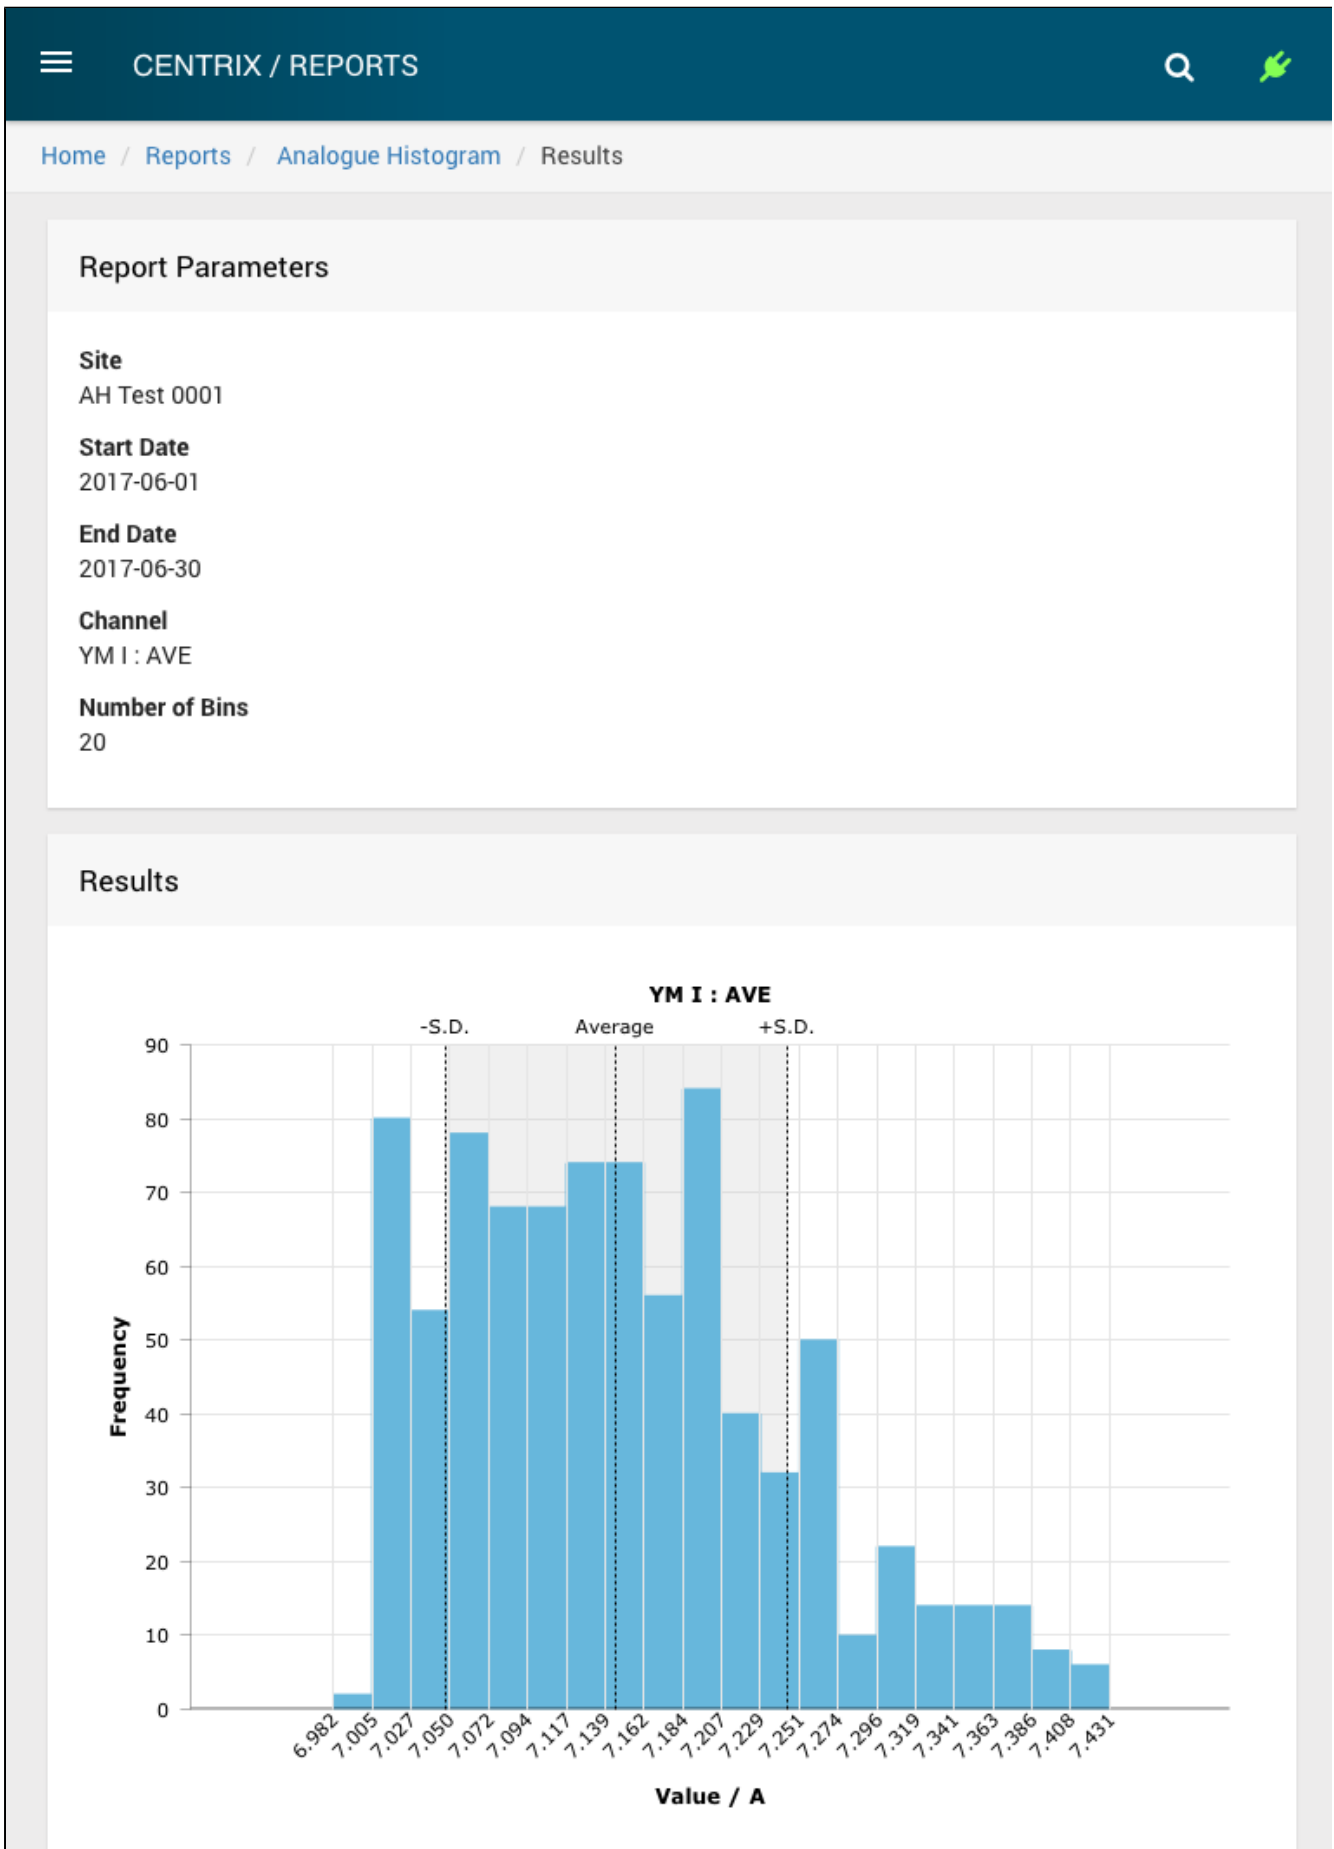 CENTRIX / REPORTS
Home / Reports / Analogue Histogram / Results
Report Parameters
Site
AH Test 0001
Start Date
2017-06-01
End Date
2017-06-30
Channel
YM I : AVE
Number of Bins
20
Results
YM I : AVE
-S.D. Average +S.D.
90
80
70
60
50
40
30
20
10
0
Frequency
6.982 7.005 7.027 7.050 7.072 7.094 7.117 7.139 7.162 7.184 7.207 7.229 7.251 7.274 7.296 7.319 7.341 7.363 7.386 7.408 7.431
Value / A